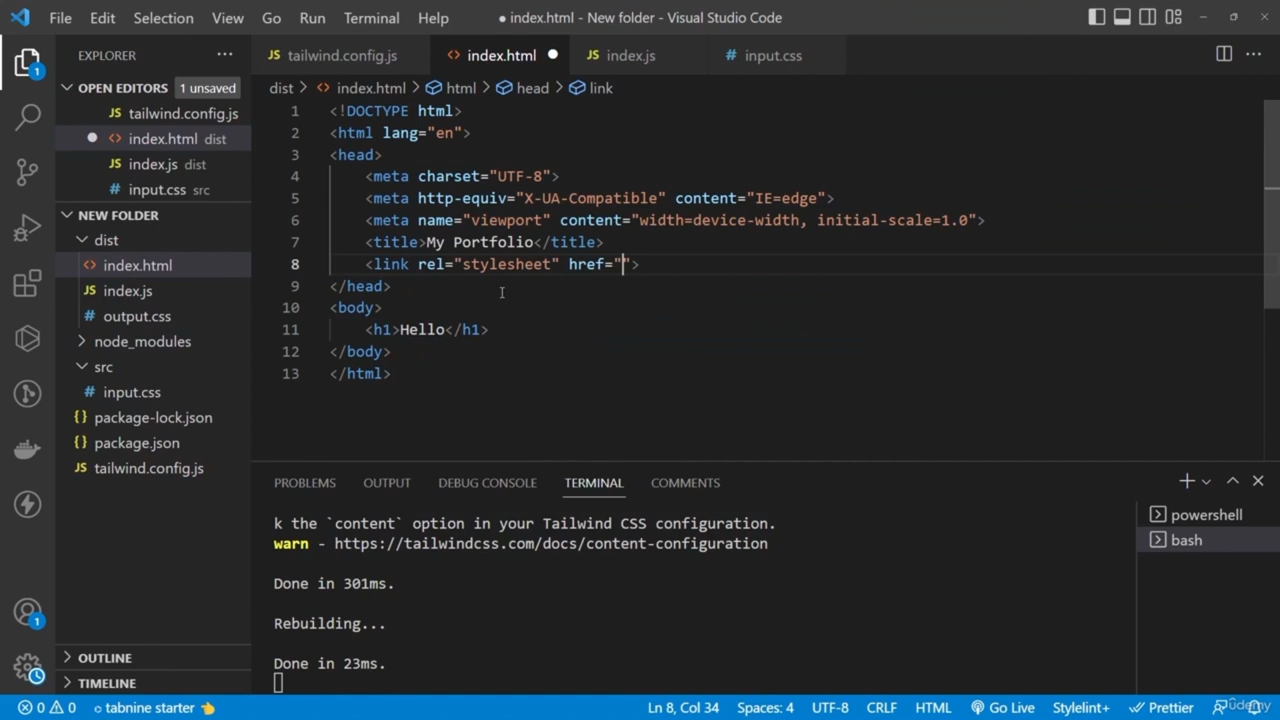 File Edit Selection View Go Run Terminal Help ● index.html - New folder - Visual Studio Code
EXPLORER ···
JS tailwind.config.js <> index.html ● JS index.js # input.css
1
OPEN EDITORS 1 unsaved
JS tailwind.config.js
● <> index.html dist
JS index.js dist
# input.css src
NEW FOLDER
dist
<> index.html
JS index.js
# output.css
node_modules
src
# input.css
{} package-lock.json
{} package.json
JS tailwind.config.js
OUTLINE
TIMELINE
1
dist > <> index.html > html > head > link
1 <!DOCTYPE html>
2 <html lang="en">
3 <head>
4 <meta charset="UTF-8">
5 <meta http-equiv="X-UA-Compatible" content="IE=edge">
6 <meta name="viewport" content="width=device-width, initial-scale=1.0">
7 <title>My Portfolio</title>
8 <link rel="stylesheet" href="">
9 </head>
10 <body>
11 <h1>Hello</h1>
12 </body>
13 </html>
PROBLEMS OUTPUT DEBUG CONSOLE TERMINAL COMMENTS
k the `content` option in your Tailwind CSS configuration.
warn - https://tailwindcss.com/docs/content-configuration
Done in 301ms.
Rebuilding...
Done in 23ms.
powershell
bash
0 0 tabnine starter Ln 8, Col 34 Spaces: 4 UTF-8 CRLF HTML Go Live Stylelint+ Prettier
udemy